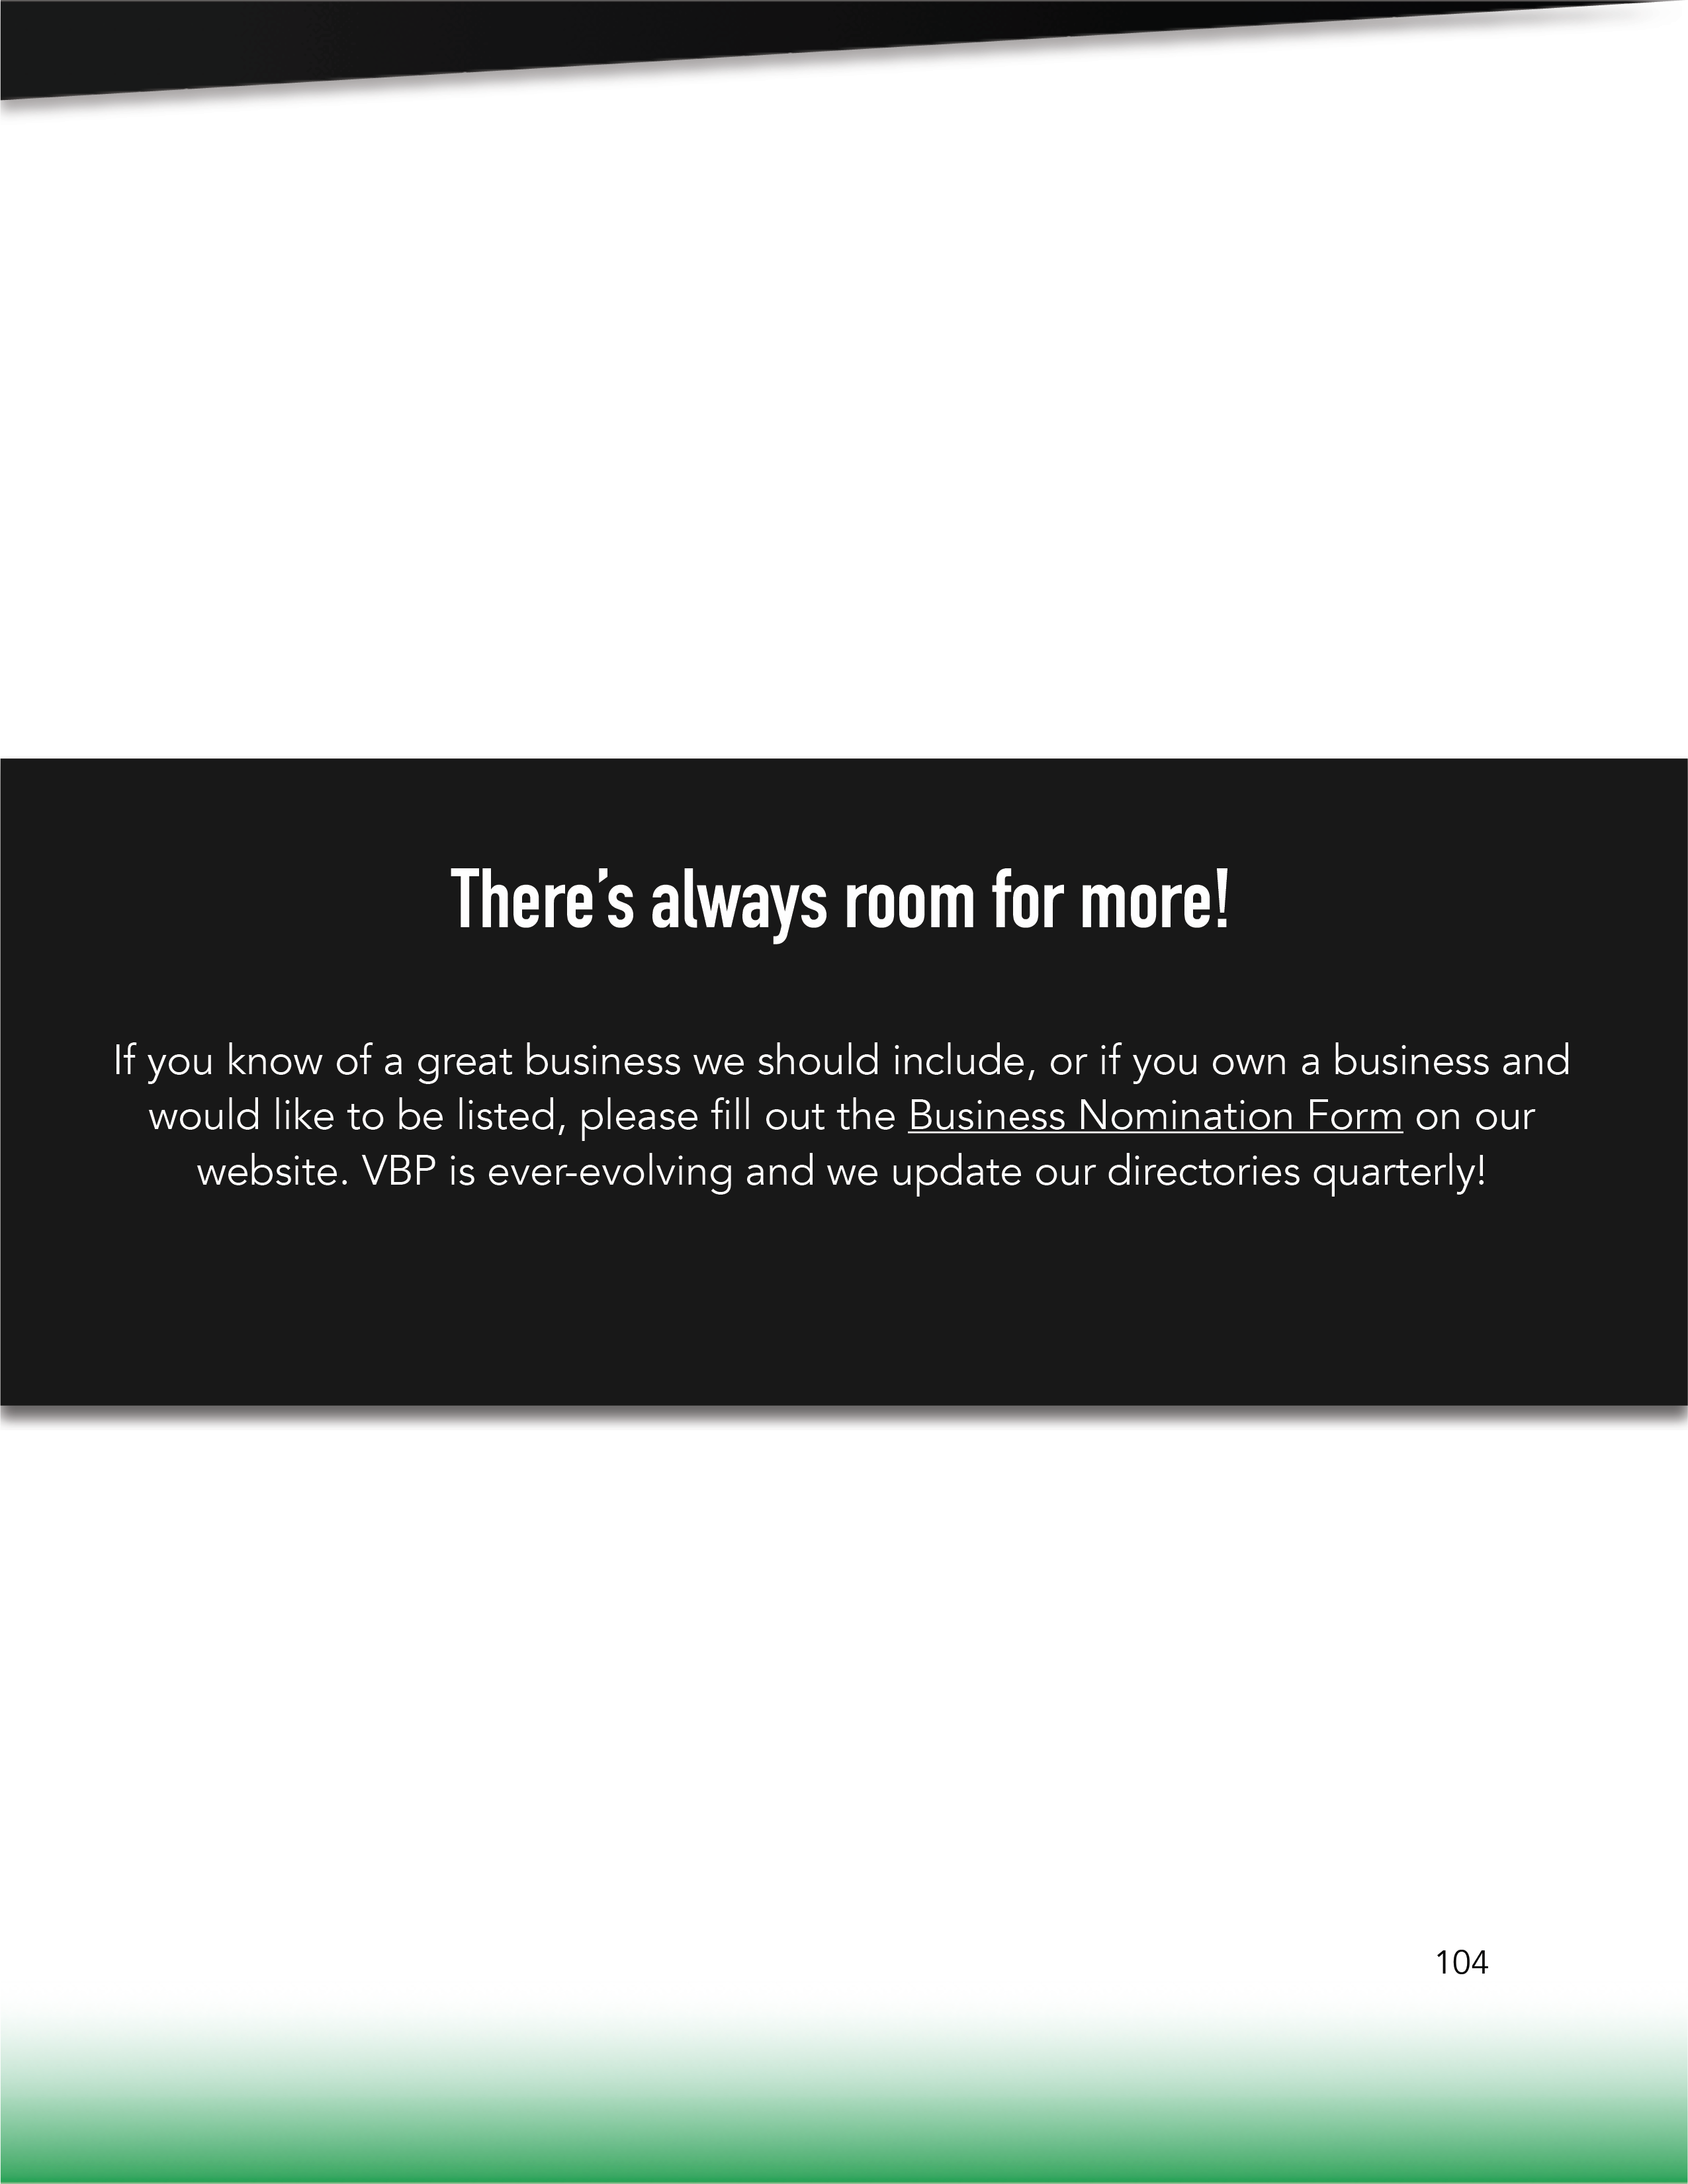 There's always room for more!
If you know of a great business we should include, or if you own a business and
would like to be listed, please fill out the Business Nomination Form on our
website. VBP is ever-evolving and we update our directories quarterly!
104